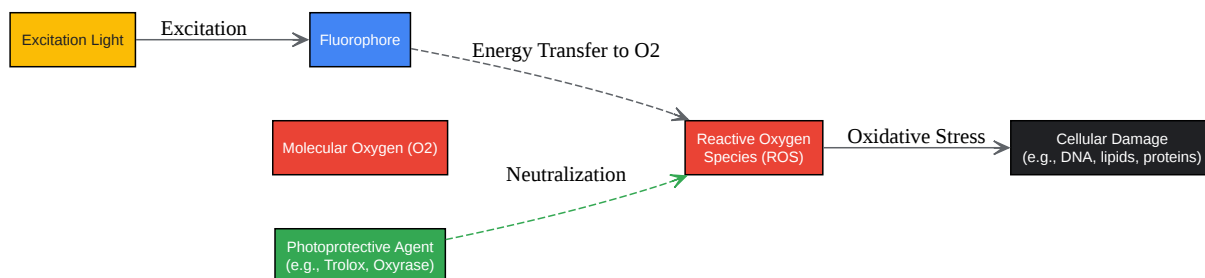 Excitation Light
Excitation
Fluorophore
Energy Transfer to O2
Molecular Oxygen (O2)
Reactive Oxygen
Species (ROS)
Oxidative Stress
Cellular Damage
(e.g., DNA, lipids, proteins)
Neutralization
Photoprotective Agent
(e.g., Trolox, Oxyrase)